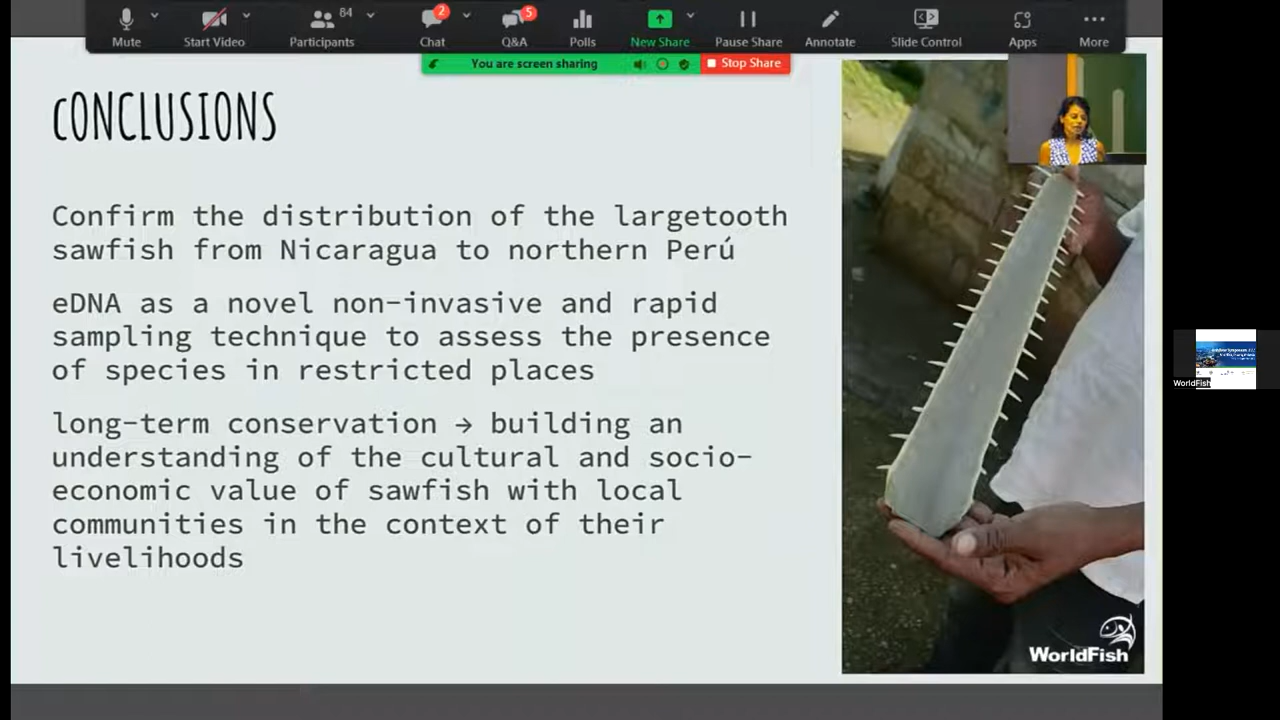 84
2
5
Mute
Start Video
Participants
Chat
Q&A
Polls
New Share
Pause Share
Annotate
Slide Control
Apps
More
You are screen sharing
Stop Share
cONCLUSIONS
Confirm the distribution of the largetooth
sawfish from Nicaragua to northern Perú
eDNA as a novel non-invasive and rapid
sampling technique to assess the presence
of species in restricted places
long-term conservation → building an
understanding of the cultural and socio-
economic value of sawfish with local
communities in the context of their
livelihoods
WorldFish
WorldFish